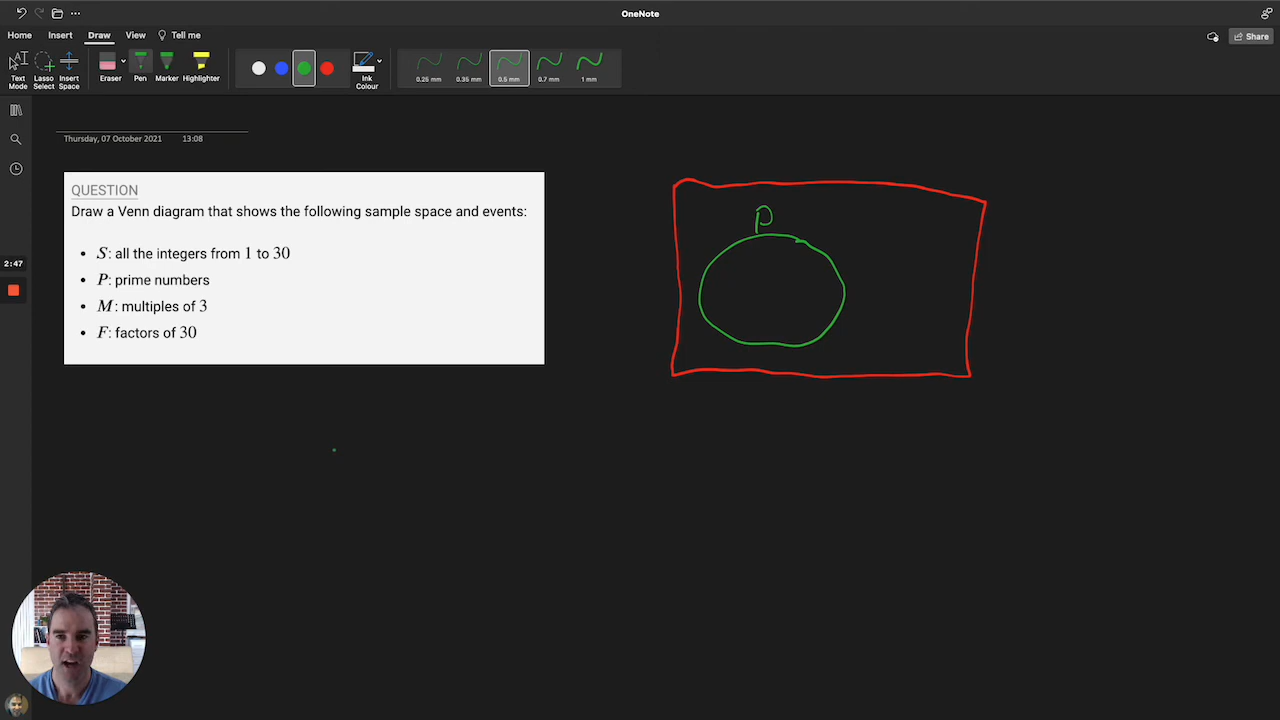 OneNote
Home Insert Draw View Tell me
Share
Text Mode
Lasso Select
Insert Space
Eraser
Pen
Marker
Highlighter
Ink Colour
0.25 mm
0.35 mm
0.5 mm
0.7 mm
1 mm
Thursday, 07 October 2021 13:08
QUESTION
Draw a Venn diagram that shows the following sample space and events:
• S: all the integers from 1 to 30
• P: prime numbers
• M: multiples of 3
• F: factors of 30
2:47
P